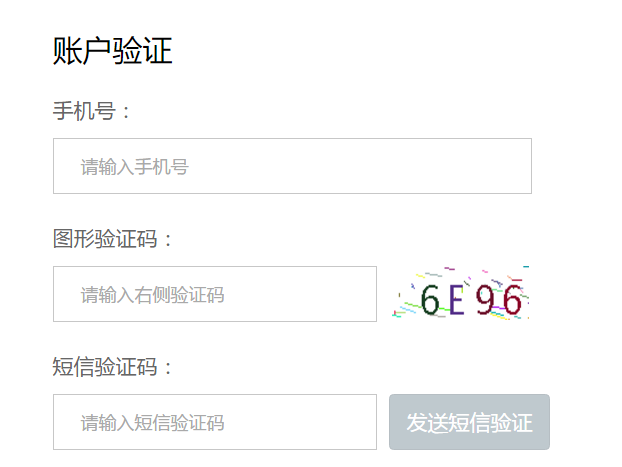 账户验证
手机号：
请输入手机号
图形验证码：
请输入右侧验证码
6E96
短信验证码：
请输入短信验证码
发送短信验证